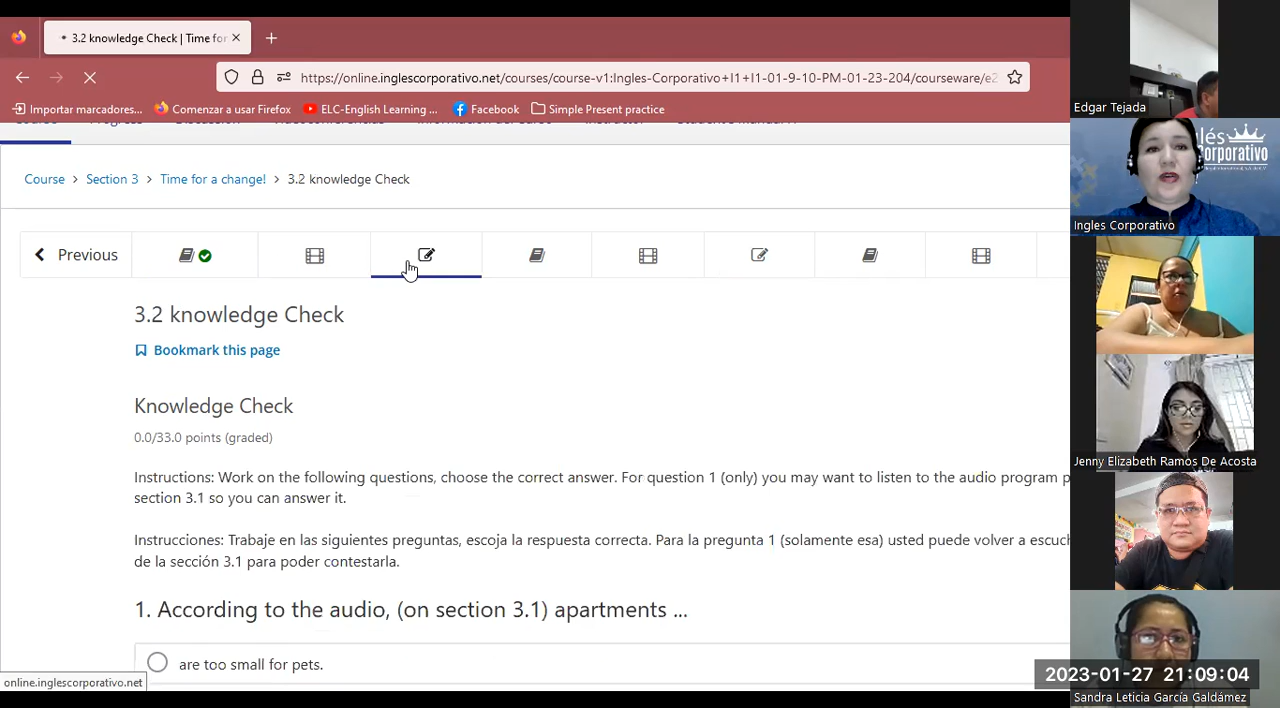 3.2 knowledge Check | Time for
https://online.inglescorporativo.net/courses/course-v1:Ingles-Corporativo+I1+I1-01-9-10-PM-01-23-204/courseware/e2
Importar marcadores... Comenzar a usar Firefox ELC-English Learning ... Facebook Simple Present practice
Course > Section 3 > Time for a change! > 3.2 knowledge Check
Previous
3.2 knowledge Check
Bookmark this page
Knowledge Check
0.0/33.0 points (graded)
Instructions: Work on the following questions, choose the correct answer. For question 1 (only) you may want to listen to the audio program p
section 3.1 so you can answer it.
Instrucciones: Trabaje en las siguientes preguntas, escoja la respuesta correcta. Para la pregunta 1 (solamente esa) usted puede volver a escuch
de la sección 3.1 para poder contestarla.
1. According to the audio, (on section 3.1) apartments ...
are too small for pets.
online.inglescorporativo.net
Edgar Tejada
Ingles Corporativo
Jenny Elizabeth Ramos De Acosta
2023-01-27 21:09:04
Sandra Leticia García Galdámez